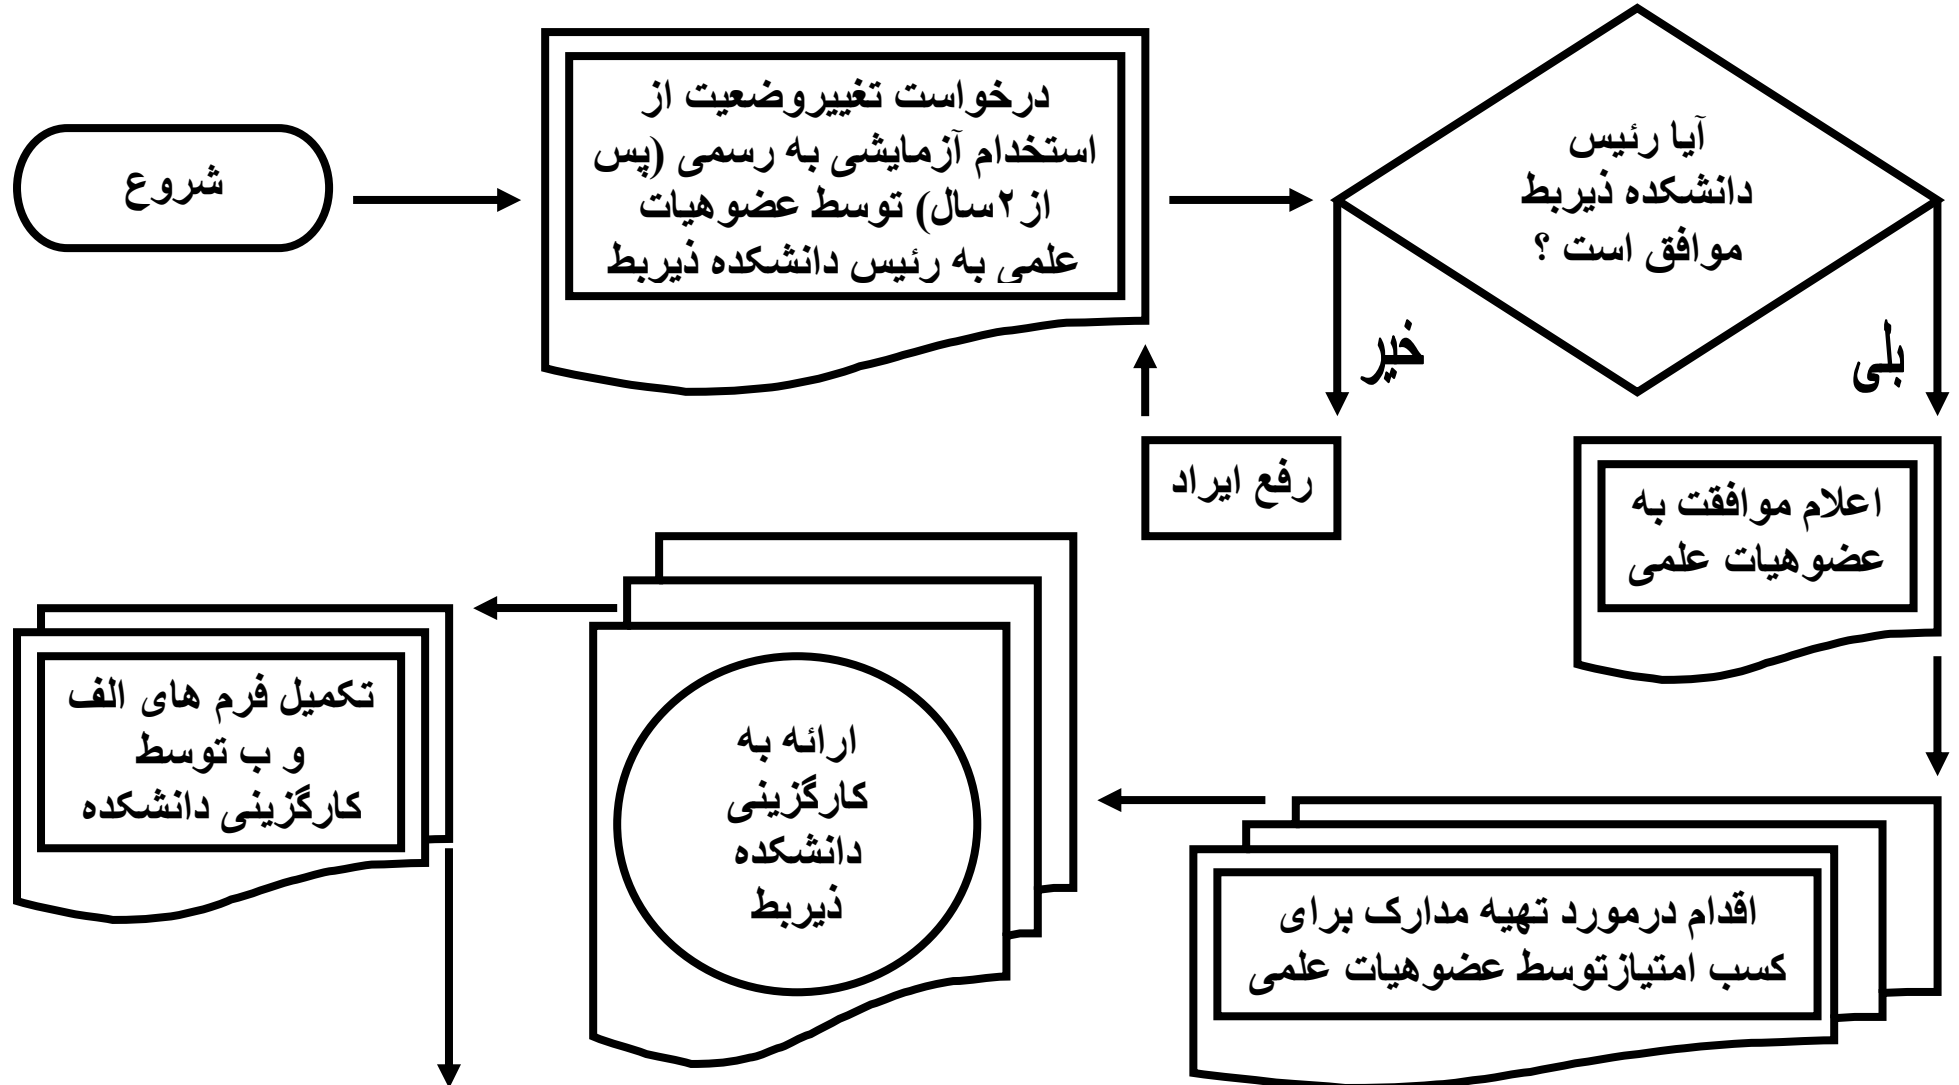 شروع
درخواست تغییروضعیت از
استخدام آزمایشی به رسمی (پس
از ۲سال) توسط عضوهیات
علمی به رئیس دانشکده ذیربط
آیا رئیس
دانشکده ذیربط
موافق است ؟
خیر
بلی
رفع ایراد
اعلام موافقت به
عضوهیات علمی
اقدام درمورد تهیه مدارک برای
کسب امتیازتوسط عضوهیات علمی
ارائه به
کارگزینی
دانشکده
ذیربط
تکمیل فرم های الف
و ب توسط
کارگزینی دانشکده